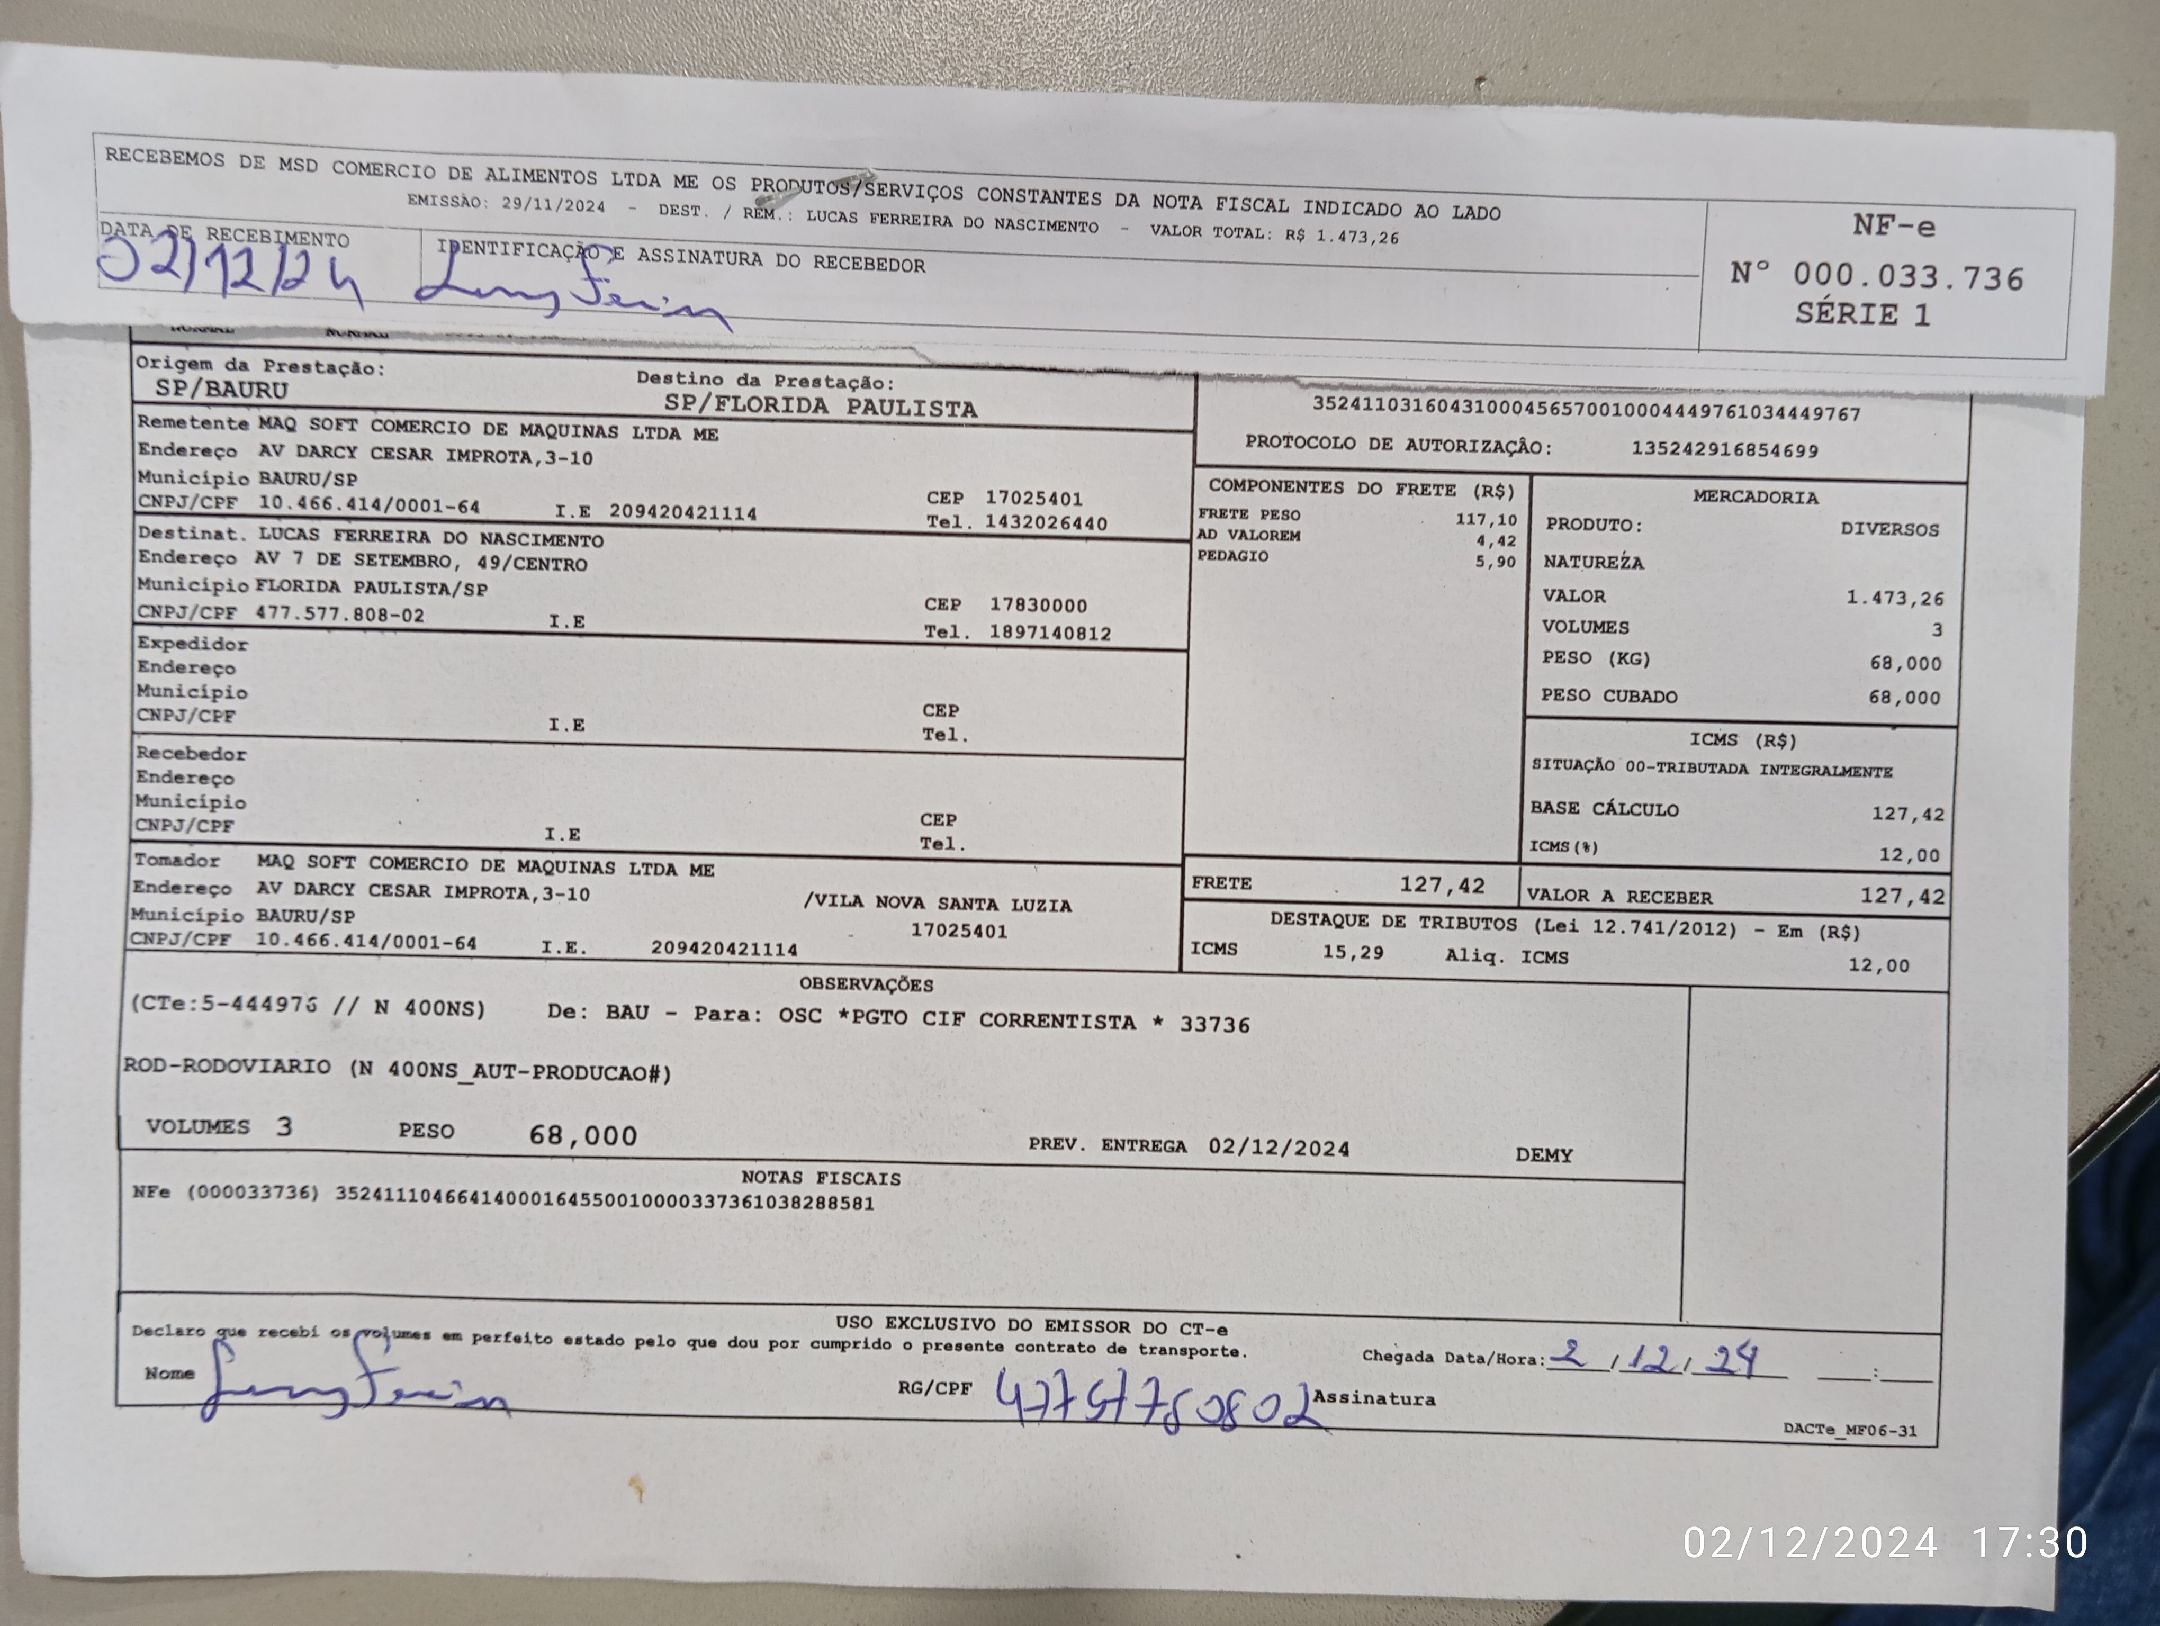 RECEBEMOS DE MSD COMERCIO DE ALIMENTOS LTDA ME OS PRODUTOS/SERVIÇOS CONSTANTES DA NOTA FISCAL INDICADO AO LADO
EMISSÃO: 29/11/2024 - DEST. / REM.: LUCAS FERREIRA DO NASCIMENTO - VALOR TOTAL: R$ 1.473,26
NF-e
Nº 000.033.736
SÉRIE 1
DATA DE RECEBIMENTO
IDENTIFICAÇÃO E ASSINATURA DO RECEBEDOR
02/12/24
NORMAL NORMAL
Origem da Prestação:
SP/BAURU
Destino da Prestação:
SP/FLORIDA PAULISTA
35241103160431000456570010004449761034449767
PROTOCOLO DE AUTORIZAÇÃO: 135242916854699
Remetente MAQ SOFT COMERCIO DE MAQUINAS LTDA ME
Endereço AV DARCY CESAR IMPROTA,3-10
Município BAURU/SP
CEP 17025401
CNPJ/CPF 10.466.414/0001-64 I.E 209420421114 Tel. 1432026440
Destinat. LUCAS FERREIRA DO NASCIMENTO
Endereço AV 7 DE SETEMBRO, 49/CENTRO
Município FLORIDA PAULISTA/SP CEP 17830000
CNPJ/CPF 477.577.808-02 I.E Tel. 1897140812
Expedidor
Endereço
Município
CEP
CNPJ/CPF I.E Tel.
Recebedor
Endereço
Município
CEP
CNPJ/CPF I.E Tel.
Tomador MAQ SOFT COMERCIO DE MAQUINAS LTDA ME
Endereço AV DARCY CESAR IMPROTA,3-10 /VILA NOVA SANTA LUZIA
Município BAURU/SP 17025401
CNPJ/CPF 10.466.414/0001-64 I.E. 209420421114
COMPONENTES DO FRETE (R$)
FRETE PESO 117,10
AD VALOREM 4,42
PEDAGIO 5,90
MERCADORIA
PRODUTO: DIVERSOS
NATUREZA
VALOR 1.473,26
VOLUMES 3
PESO (KG) 68,000
PESO CUBADO 68,000
ICMS (R$)
SITUAÇÃO 00-TRIBUTADA INTEGRALMENTE
BASE CÁLCULO 127,42
ICMS(%) 12,00
FRETE 127,42
VALOR A RECEBER 127,42
DESTAQUE DE TRIBUTOS (Lei 12.741/2012) - Em (R$)
ICMS 15,29 Aliq. ICMS 12,00
OBSERVAÇÕES
(CTe:5-444976 // N 400NS) De: BAU - Para: OSC *PGTO CIF CORRENTISTA * 33736
ROD-RODOVIARIO (N 400NS_AUT-PRODUCAO#)
VOLUMES 3 PESO 68,000 PREV. ENTREGA 02/12/2024 DEMY
NOTAS FISCAIS
NFe (000033736) 35241110466414000164550010000337361038288581
USO EXCLUSIVO DO EMISSOR DO CT-e
Declaro que recebi os volumes em perfeito estado pelo que dou por cumprido o presente contrato de transporte.
Chegada Data/Hora: 2 / 12 / 24 :
Nome
RG/CPF 47757780802 Assinatura
DACTe_MF06-31
02/12/2024 17:30